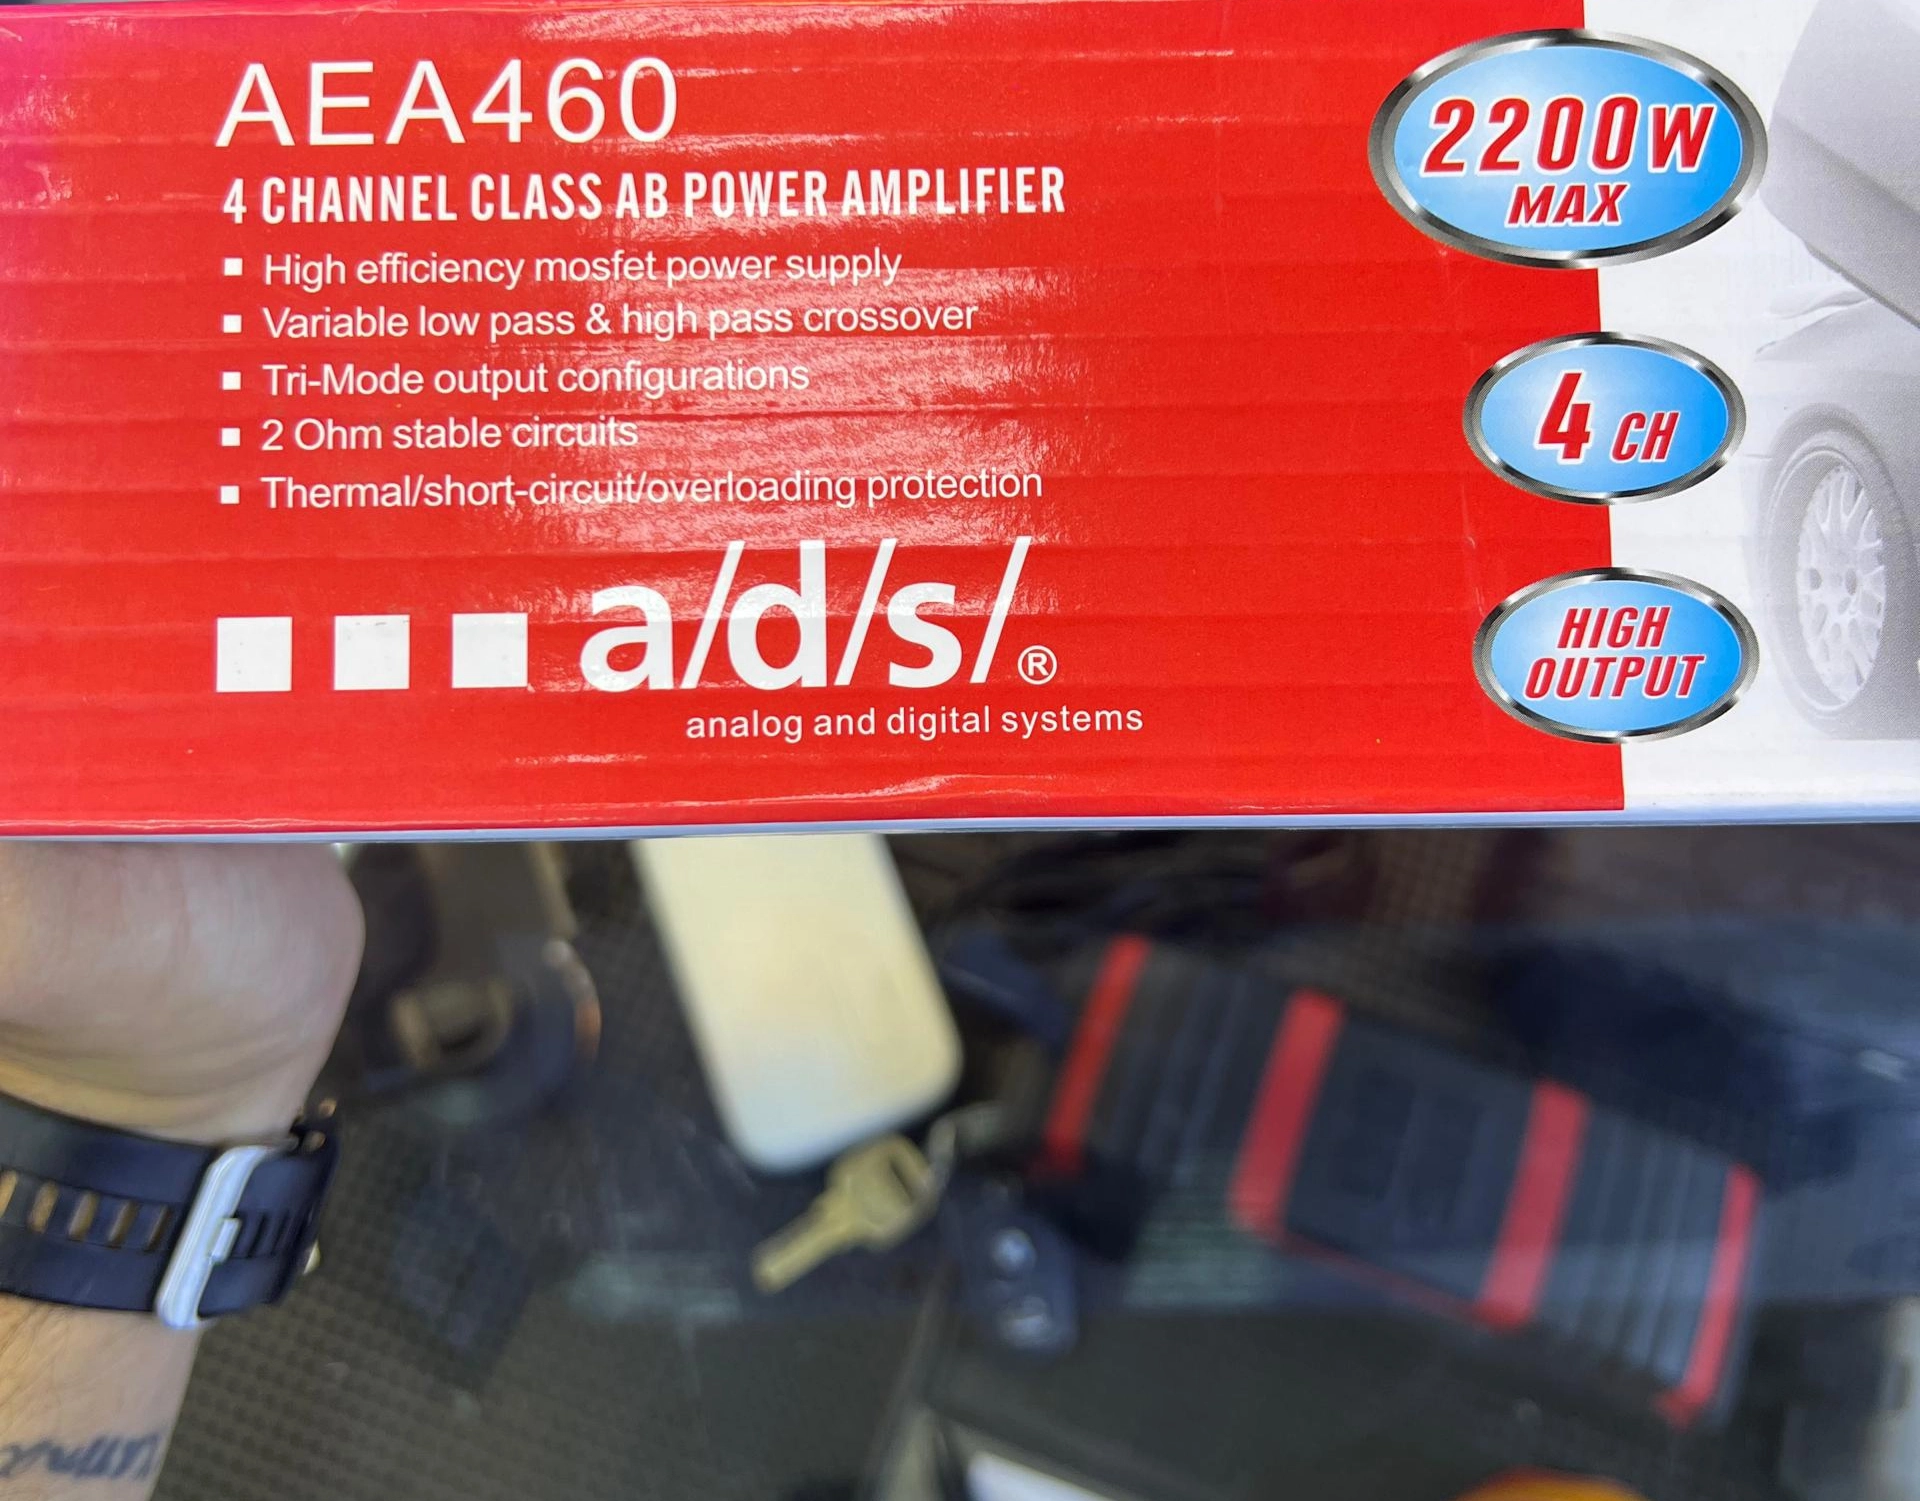 AEA460
4 CHANNEL CLASS AB POWER AMPLIFIER
High efficiency mosfet power supply
Variable low pass & high pass crossover
Tri-Mode output configurations
2 Ohm stable circuits
Thermal/short-circuit/overloading protection
a/d/s/®
analog and digital systems
2200W
MAX
4 CH
HIGH
OUTPUT